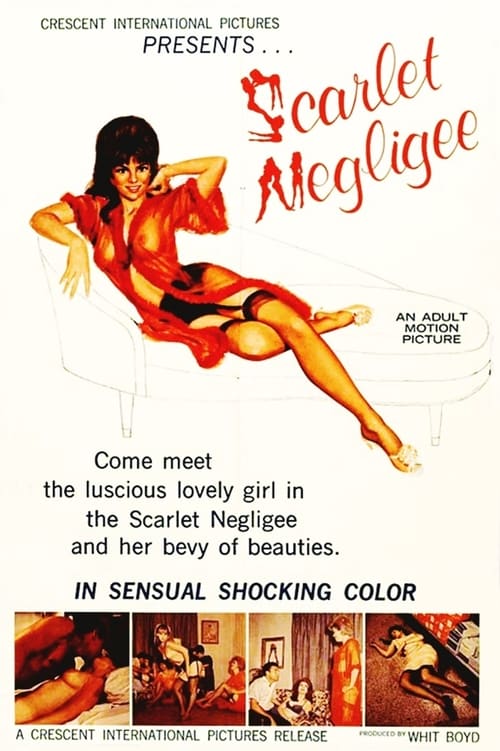 CRESCENT INTERNATIONAL PICTURES
PRESENTS . . .
Scarlet
Negligee
AN ADULT
MOTION
PICTURE
Come meet
the luscious lovely girl in
the Scarlet Negligee
and her bevy of beauties.
IN SENSUAL SHOCKING COLOR
A CRESCENT INTERNATIONAL PICTURES RELEASE
PRODUCED BY WHIT BOYD